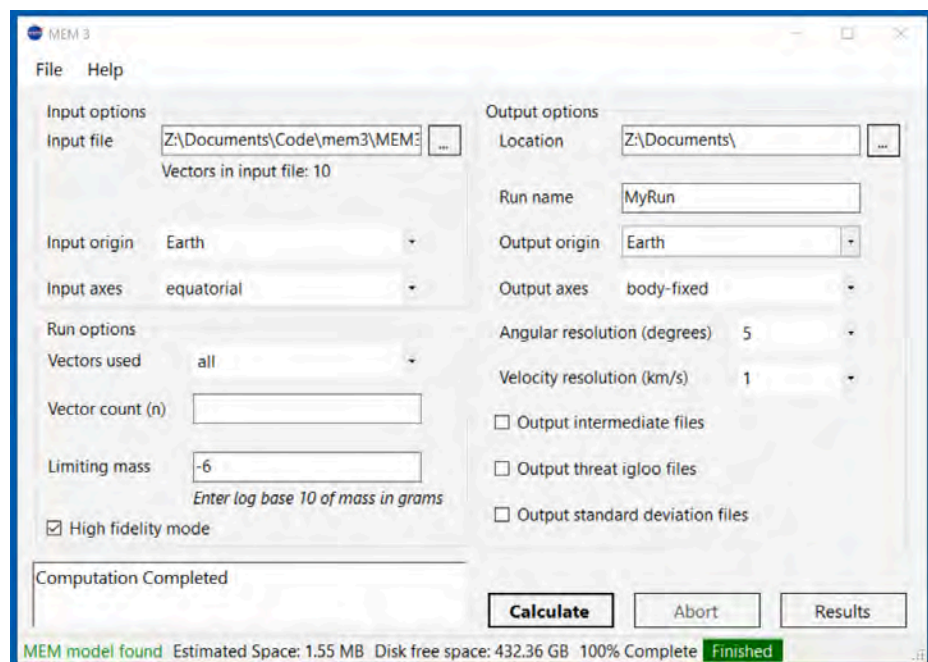 MEM 3
File Help
Input options
Input file Z:\Documents\Code\mem3\MEM3 ...
Vectors in input file: 10
Input origin Earth
Input axes equatorial
Run options
Vectors used all
Vector count (n)
Limiting mass -6
Enter log base 10 of mass in grams
High fidelity mode
Computation Completed
Output options
Location Z:\Documents\ ...
Run name MyRun
Output origin Earth
Output axes body-fixed
Angular resolution (degrees) 5
Velocity resolution (km/s) 1
Output intermediate files
Output threat igloo files
Output standard deviation files
Calculate Abort Results
MEM model found Estimated Space: 1.55 MB Disk free space: 432.36 GB 100% Complete Finished